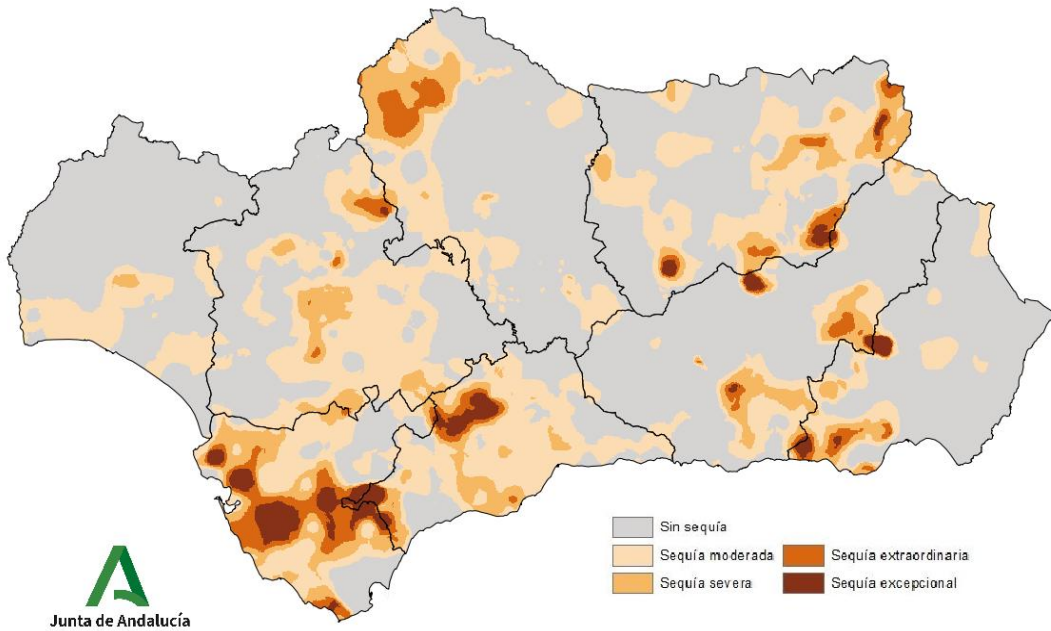 Sin sequía
Sequía moderada
Sequía extraordinaria
Sequía severa
Sequía excepcional
Junta de Andalucía